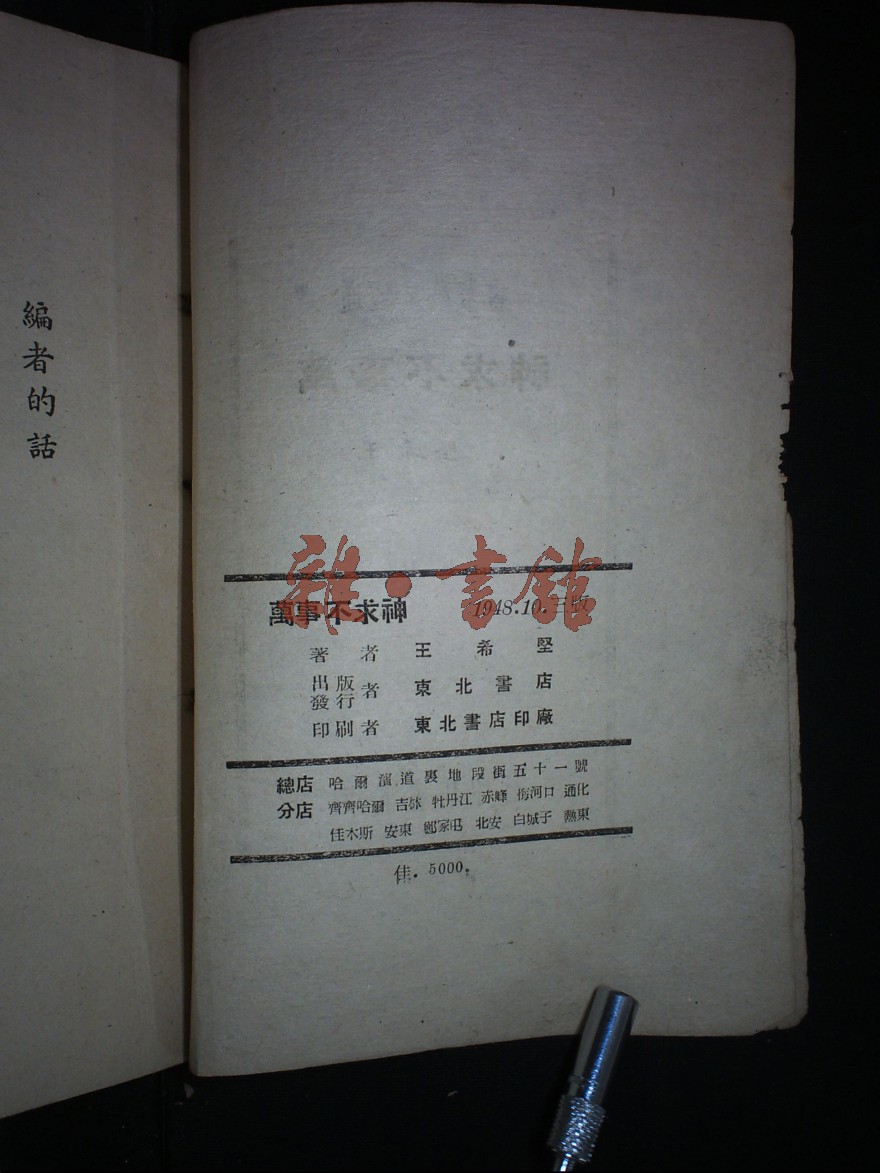 編者的話
雜·書館
萬事不求神 1948.10.三版
著者 王希堅
出版
發行者 東北書店
印刷者 東北書店印廠
總店 哈爾濱道裏地段街五十一號
分店 齊齊哈爾 吉林 牡丹江 赤峰 梅河口 通化
佳木斯 安東 鄭家屯 北安 白城子 熱東
佳. 5000.